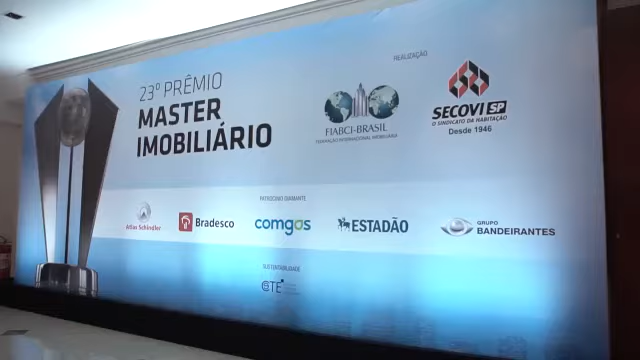 23º PRÊMIO
MASTER
IMOBILIÁRIO
REALIZAÇÃO
FIABCI-BRASIL
FEDERAÇÃO INTERNACIONAL IMOBILIÁRIA
SECOVI SP
O SINDICATO DA HABITAÇÃO
Desde 1946
PATROCÍNIO DIAMANTE
Atlas Schindler
Bradesco
comgas
ESTADÃO
GRUPO
BANDEIRANTES
SUSTENTABILIDADE
CTE